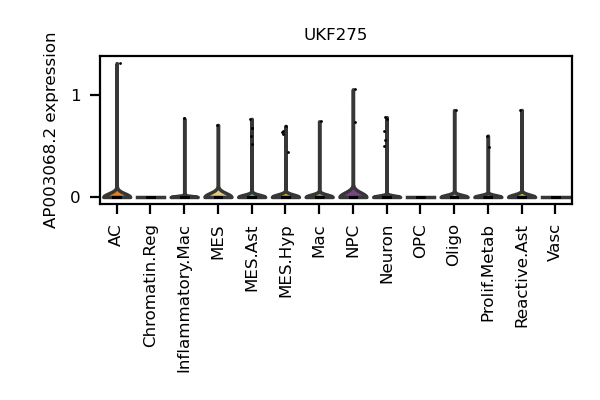 UKF275
AP003068.2 expression
1
0
AC
Chromatin.Reg
Inflammatory.Mac
MES
MES.Ast
MES.Hyp
Mac
NPC
Neuron
OPC
Oligo
Prolif.Metab
Reactive.Ast
Vasc